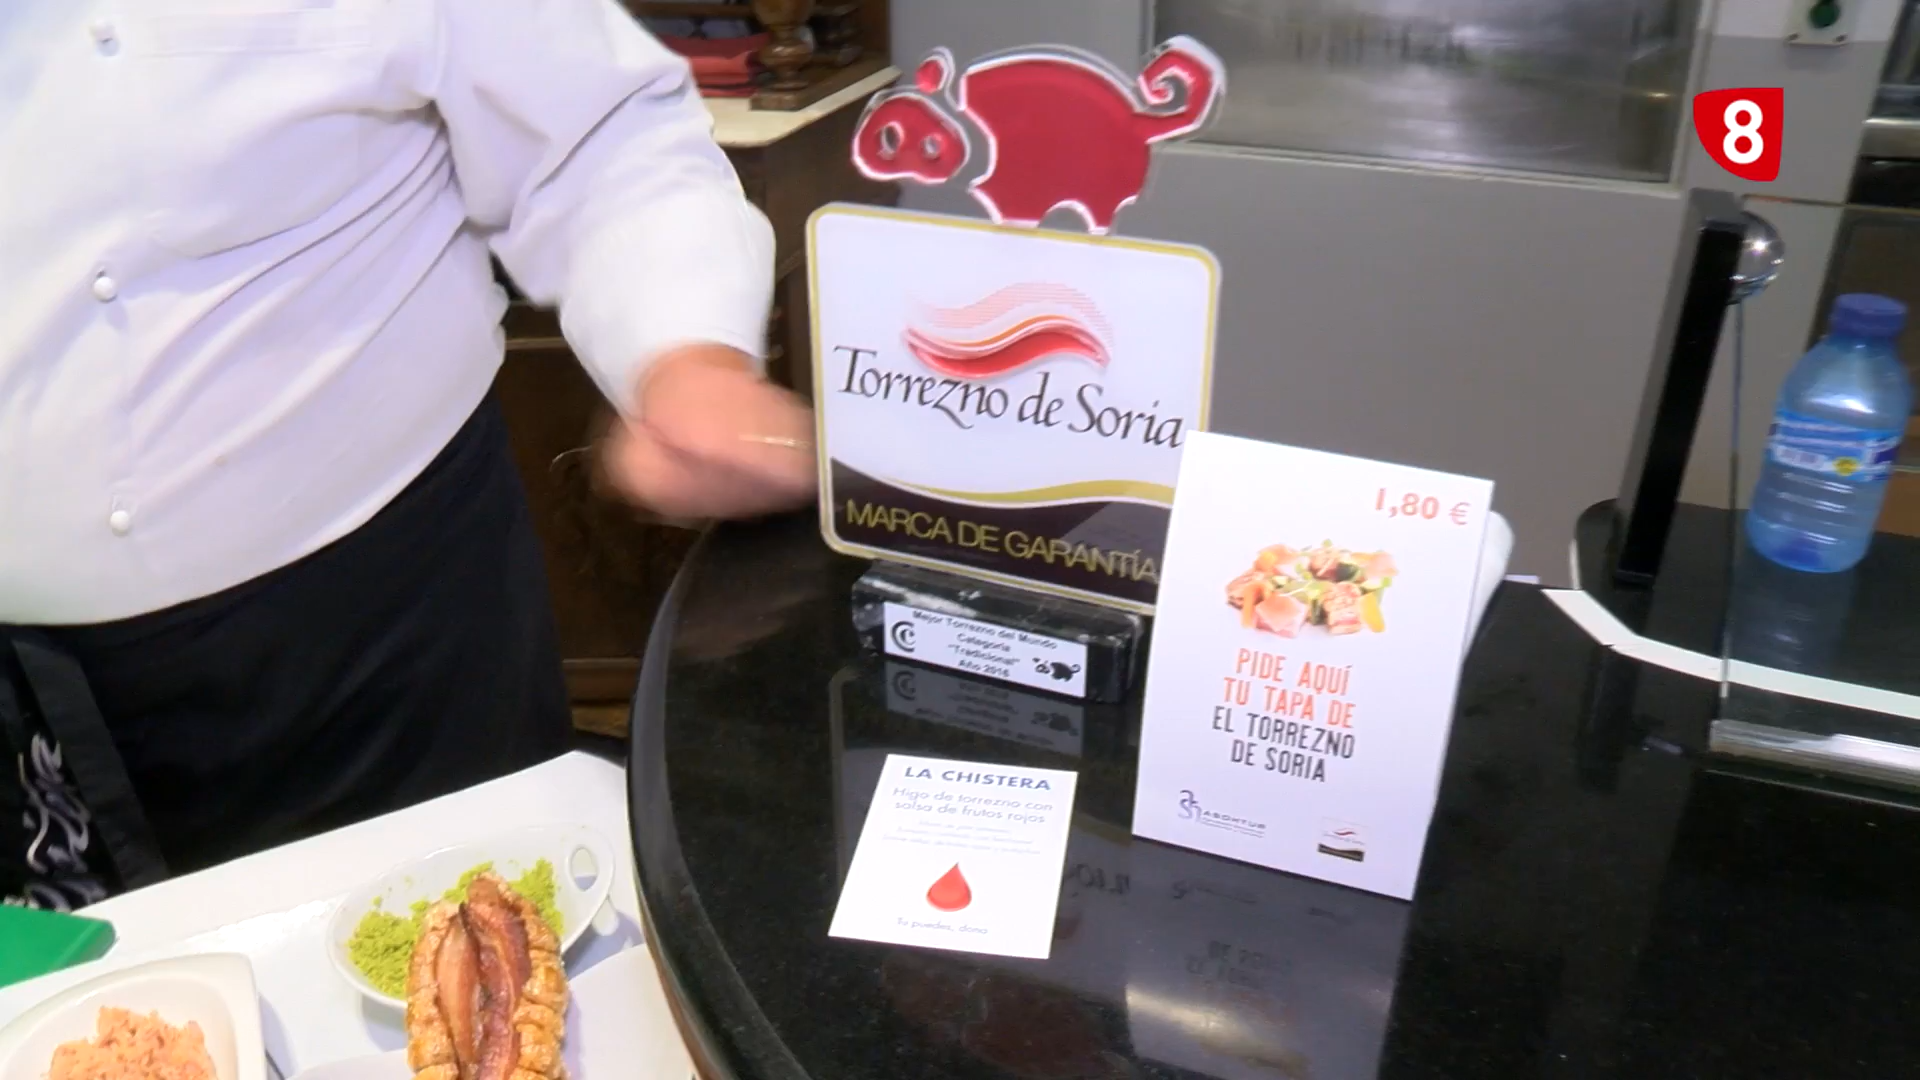 8
Torrezno de Soria
MARCA DE GARANTÍA
Mejor Torrezno del Mundo
Categoría
"Tradicional"
Año 2016
1,80 €
PIDE AQUÍ
TU TAPA DE
EL TORREZNO
DE SORIA
ASOHTUR
LA CHISTERA
Higo de torrezno con
salsa de frutos rojos
Tu puedes, dona